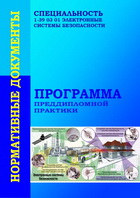 НОРМАТИВНЫЕ ДОКУМЕНТЫ
СПЕЦИАЛЬНОСТЬ
1-39 02 01 ЭЛЕКТРОННЫЕ
СИСТЕМЫ БЕЗОПАСНОСТИ
ПРОГРАММА
ПРЕДДИПЛОМНОЙ
ПРАКТИКИ